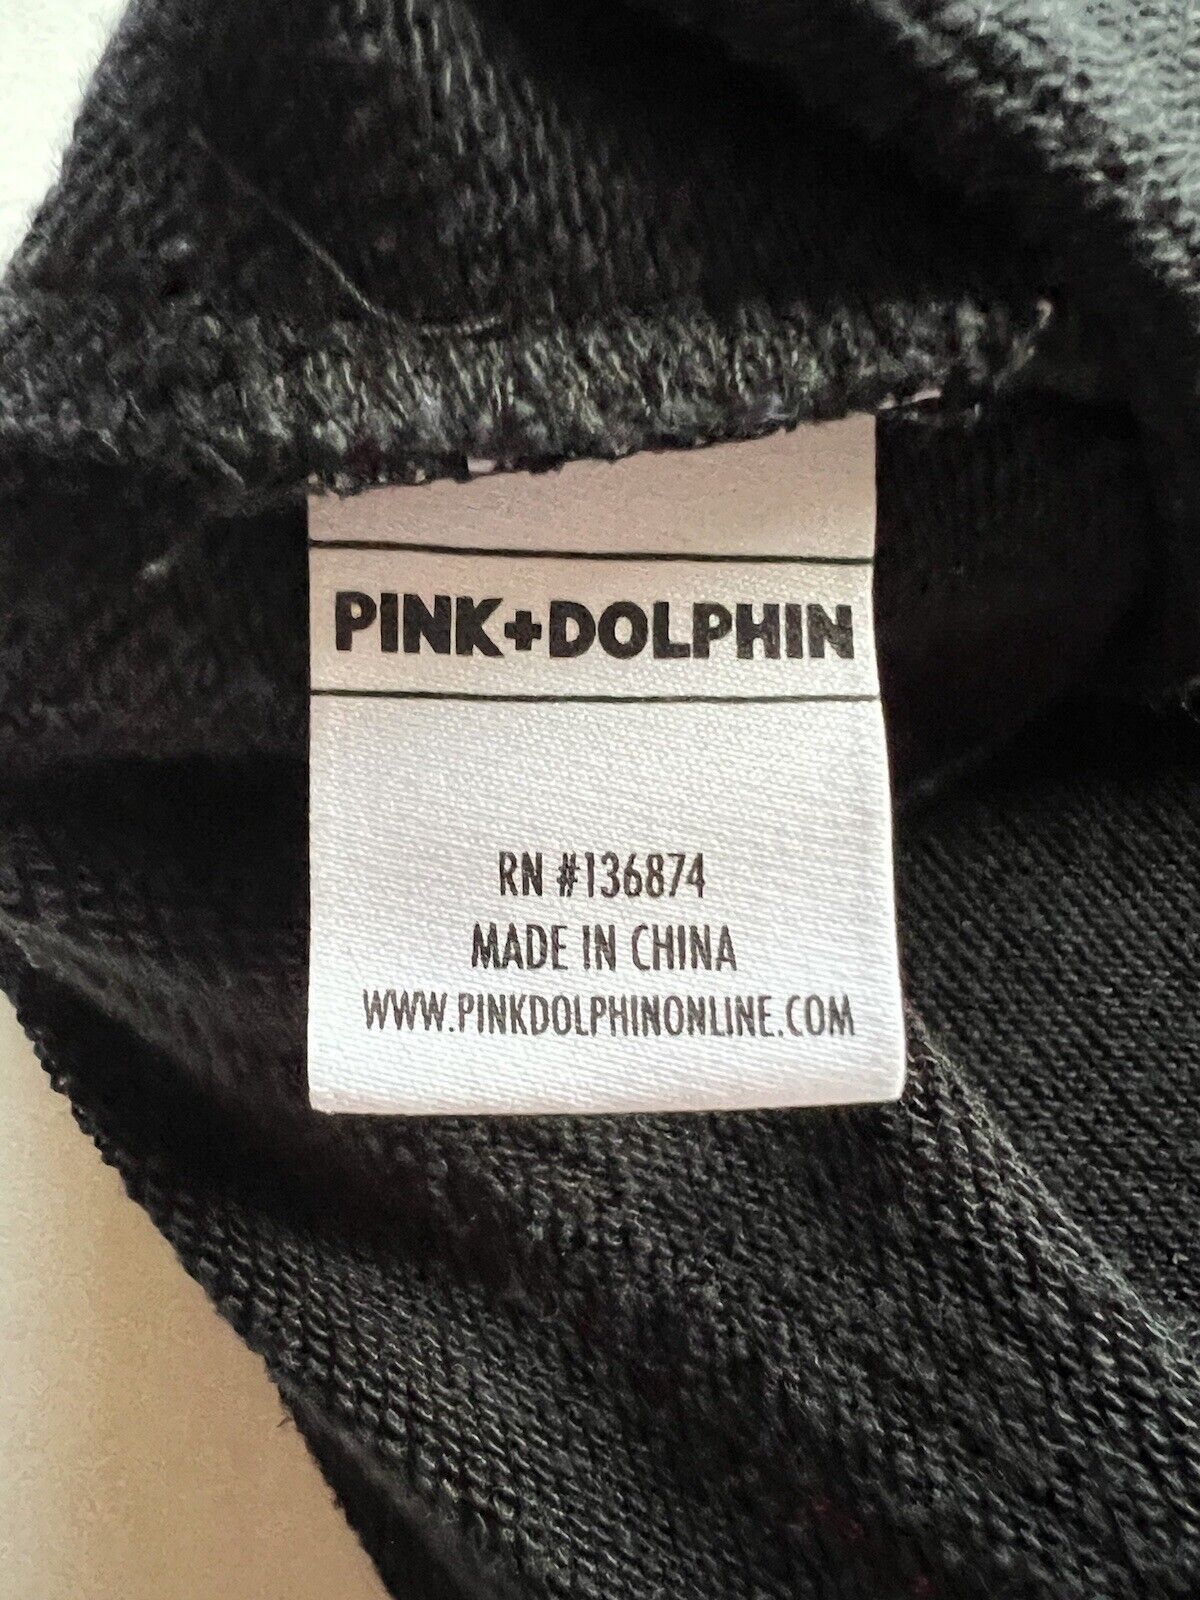 PINK+DOLPHIN
RN #136874
MADE IN CHINA
WWW.PINKDOLPHINONLINE.COM